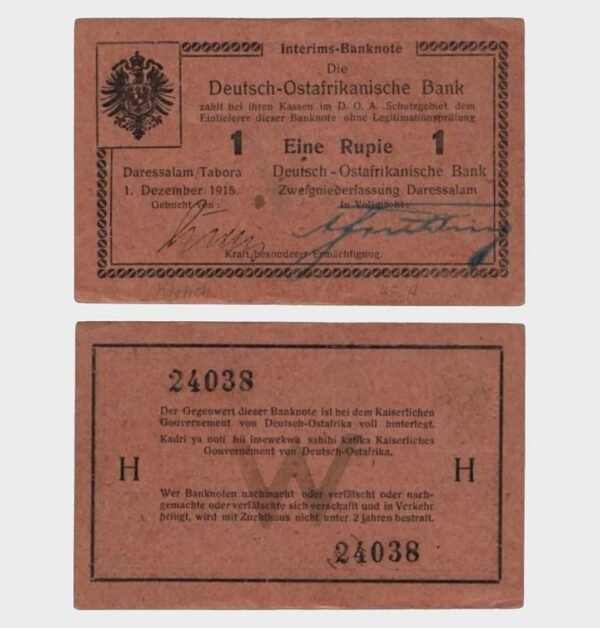 Interims-Banknote
Die
Deutsch-Ostafrikanische Bank
zahlt bei ihren Kassen im D. O. A. Schutzgebiet dem
Einlieferer dieser Banknote ohne Legitimationsprüfung
1 Eine Rupie 1
Daressalam Tabora
1. Dezember 1915.
Gebucht von :
Deutsch-Ostafrikanische Bank
Zweigniederlassung Daressalam
In Vollmacht:
Kraft besonderer Ermächtigung.
24038
Der Gegenwert dieser Banknote ist bei dem Kaiserlichen
Gouvernement von Deutsch-Ostafrika voll hinterlegt.
Kadri ya noti hii imewekwa sahihi katika Kaiserliches
Gouvernement von Deutsch-Ostafrika.
H H
W
Wer Banknoten nachmacht oder verfälscht oder nach-
gemachte oder verfälschte sich verschafft und in Verkehr
bringt, wird mit Zuchthaus nicht unter 2 Jahren bestraft.
24038